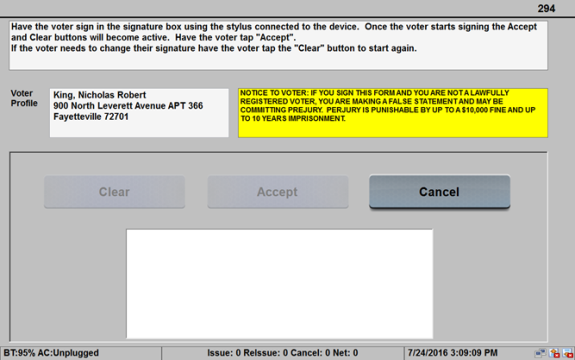 294
Have the voter sign in the signature box using the stylus connected to the device. Once the voter starts signing the Accept
and Clear buttons will become active. Have the voter tap "Accept".
If the voter needs to change their signature have the voter tap the "Clear" button to start again.
Voter
Profile
King, Nicholas Robert
900 North Leverett Avenue APT 366
Fayetteville 72701
NOTICE TO VOTER: IF YOU SIGN THIS FORM AND YOU ARE NOT A LAWFULLY
REGISTERED VOTER, YOU ARE MAKING A FALSE STATEMENT AND MAY BE
COMMITTING PREJURY. PERJURY IS PUNISHABLE BY UP TO A $10,000 FINE AND UP
TO 10 YEARS IMPRISONMENT.
Clear
Accept
Cancel
BT:95% AC:Unplugged
Issue: 0 ReIssue: 0 Cancel: 0 Net: 0
7/24/2016 3:09:09 PM